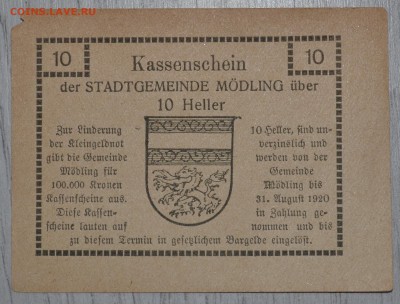 COINS.LAVE.RU
10 Kassenschein 10
der STADTGEMEINDE MÖDLING über
10 Heller
Zur Linderung
der Kleingeldnot
gibt die Gemeinde
Mödling für
100.000 Kronen
Kassenscheine aus.
Diese Kassen-
scheine lauten auf
10 Heller, sind un-
verzinslich und
werden von der
Gemeinde
Mödling bis
31. August 1920
in Zahlung ge-
nommen und bis
zu diesem Termin in gesetzlichem Bargelde eingelöst.